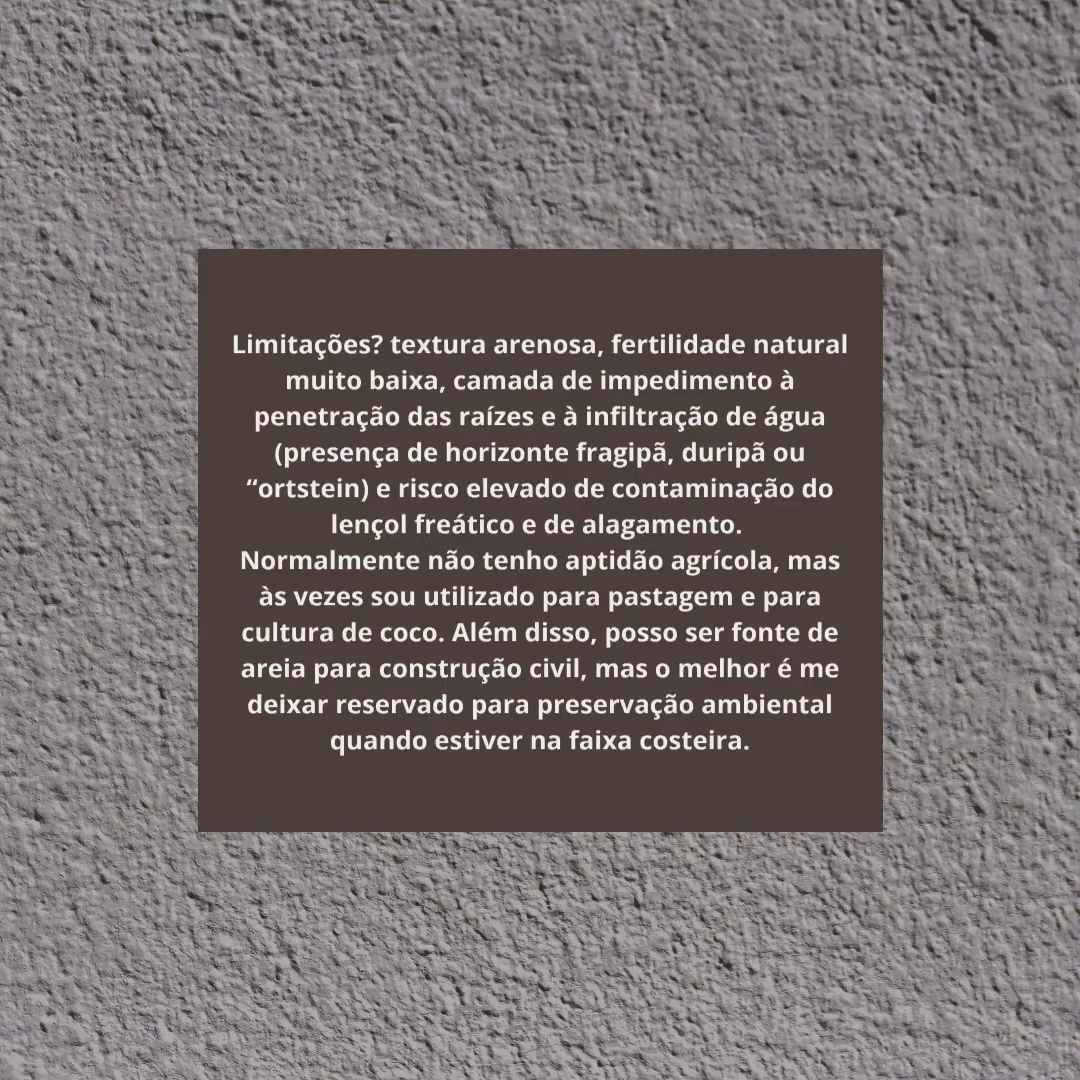 Limitações? textura arenosa, fertilidade natural
muito baixa, camada de impedimento à
penetração das raízes e à infiltração de água
(presença de horizonte fragipã, duripã ou
“ortstein) e risco elevado de contaminação do
lençol freático e de alagamento.
Normalmente não tenho aptidão agrícola, mas
às vezes sou utilizado para pastagem e para
cultura de coco. Além disso, posso ser fonte de
areia para construção civil, mas o melhor é me
deixar reservado para preservação ambiental
quando estiver na faixa costeira.